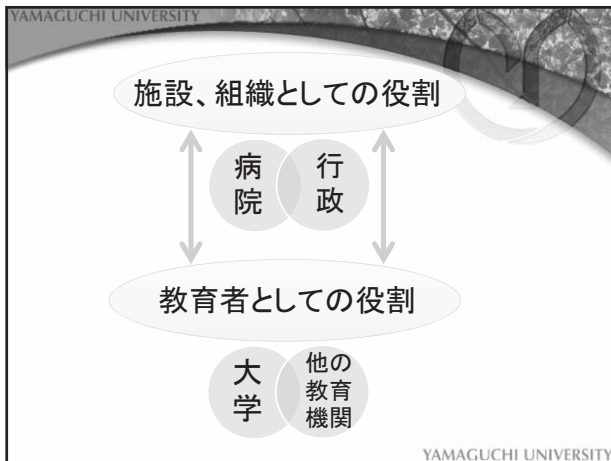 YAMAGUCHI UNIVERSITY
施設、組織としての役割
病院
行政
教育者としての役割
大学
他の
教育
機関
YAMAGUCHI UNIVERSITY